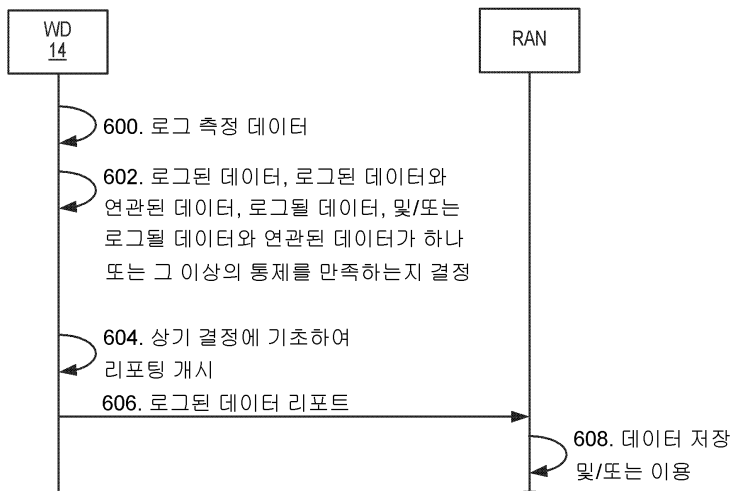 WD
14
RAN
600. 로그 측정 데이터
602. 로그된 데이터, 로그된 데이터와
연관된 데이터, 로그될 데이터, 및/또는
로그될 데이터와 연관된 데이터가 하나
또는 그 이상의 통제를 만족하는지 결정
604. 상기 결정에 기초하여
리포팅 개시
606. 로그된 데이터 리포트
608. 데이터 저장
및/또는 이용